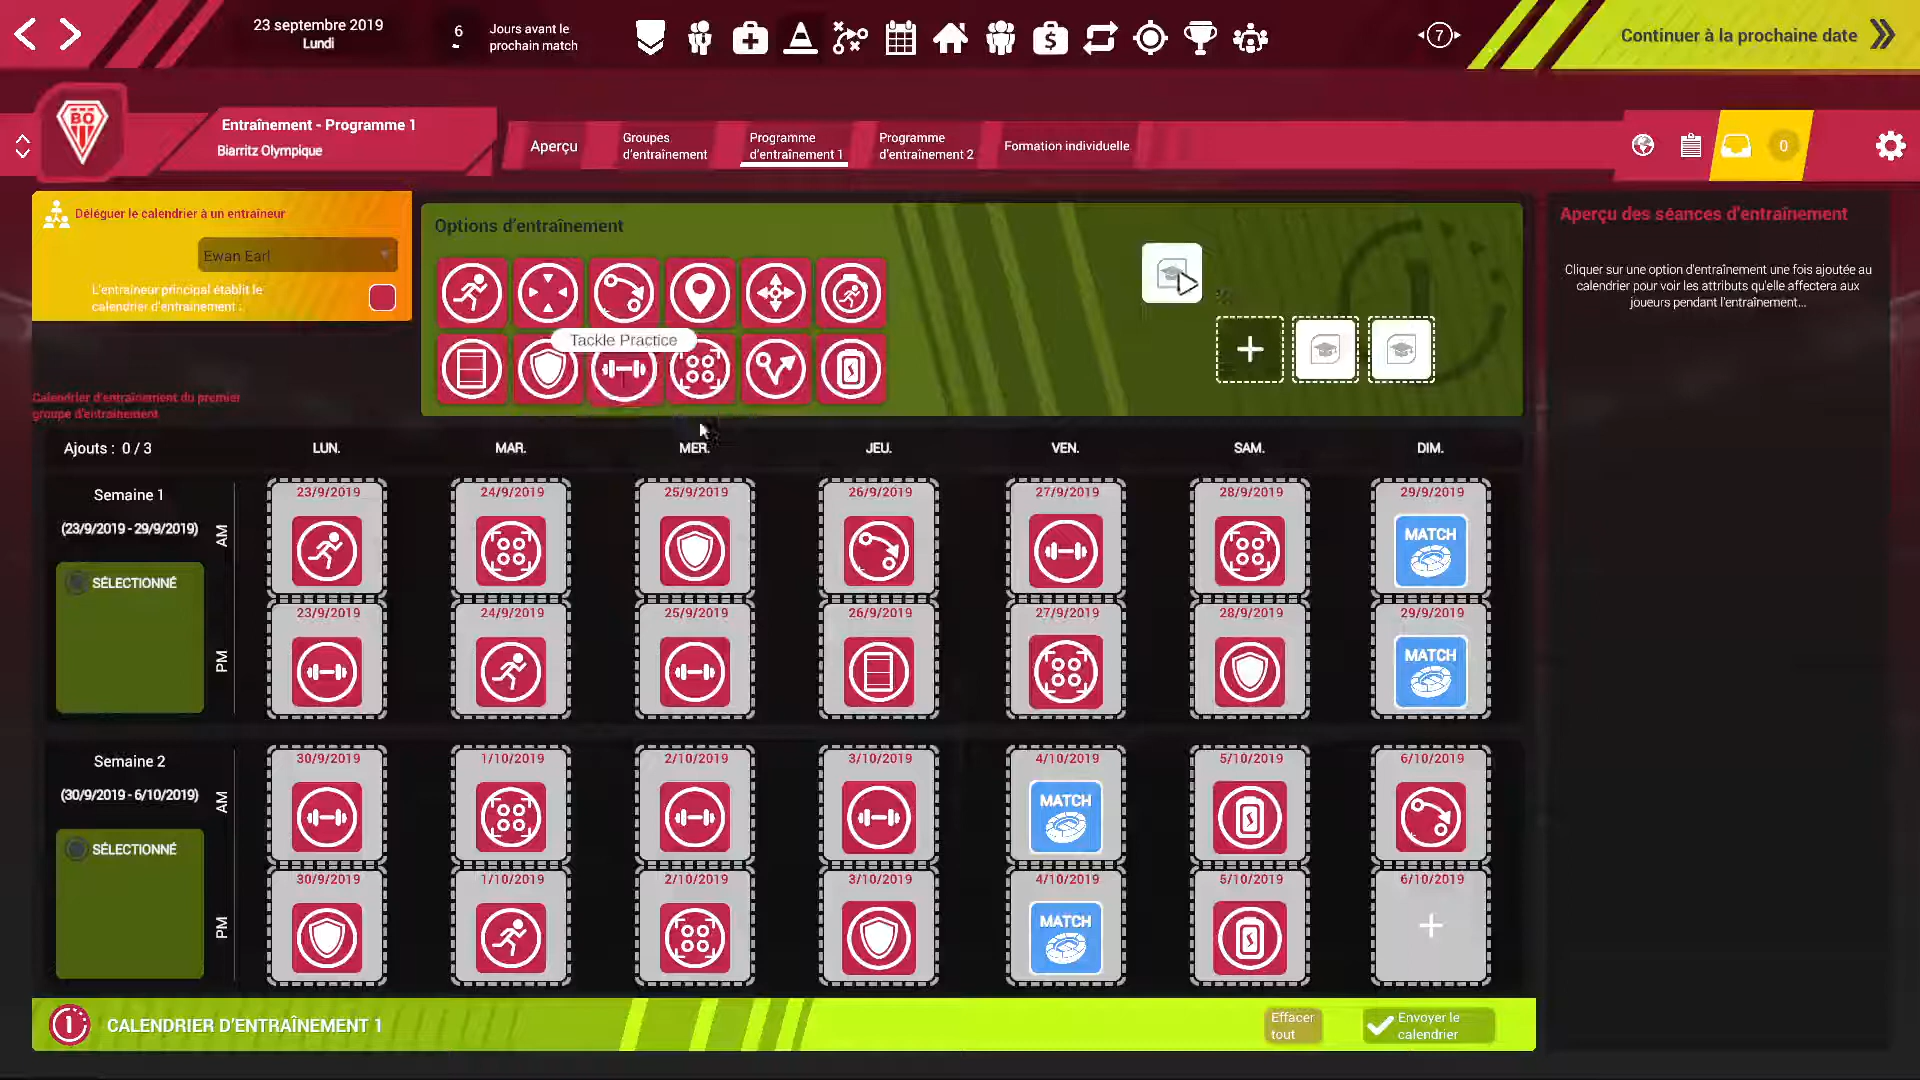 23 septembre 2019
Lundi
6
Jours avant le
prochain match
$
7
Continuer à la prochaine date
BO
Entraînement - Programme 1
Biarritz Olympique
Aperçu
Groupes
d'entraînement
Programme
d'entraînement 1
Programme
d'entraînement 2
Formation individuelle
0
Déléguer le calendrier à un entraîneur
Ewan Earl
L'entraîneur principal établit le
calendrier d'entraînement :
Options d'entraînement
Tackle Practice
Aperçu des séances d'entraînement
Cliquer sur une option d'entraînement une fois ajoutée au
calendrier pour voir les attributs qu'elle affectera aux
joueurs pendant l'entraînement...
Calendrier d'entraînement du premier
groupe d'entraînement
Ajouts : 0 / 3
LUN.
MAR.
MER.
JEU.
VEN.
SAM.
DIM.
Semaine 1
(23/9/2019 - 29/9/2019)
SÉLECTIONNÉ
AM
23/9/2019
24/9/2019
25/9/2019
26/9/2019
27/9/2019
28/9/2019
29/9/2019
MATCH
PM
23/9/2019
24/9/2019
25/9/2019
26/9/2019
27/9/2019
28/9/2019
29/9/2019
MATCH
Semaine 2
(30/9/2019 - 6/10/2019)
SÉLECTIONNÉ
AM
30/9/2019
1/10/2019
2/10/2019
3/10/2019
4/10/2019
MATCH
5/10/2019
6/10/2019
PM
30/9/2019
1/10/2019
2/10/2019
3/10/2019
4/10/2019
MATCH
5/10/2019
6/10/2019
1
CALENDRIER D'ENTRAÎNEMENT 1
Effacer
tout
Envoyer le
calendrier